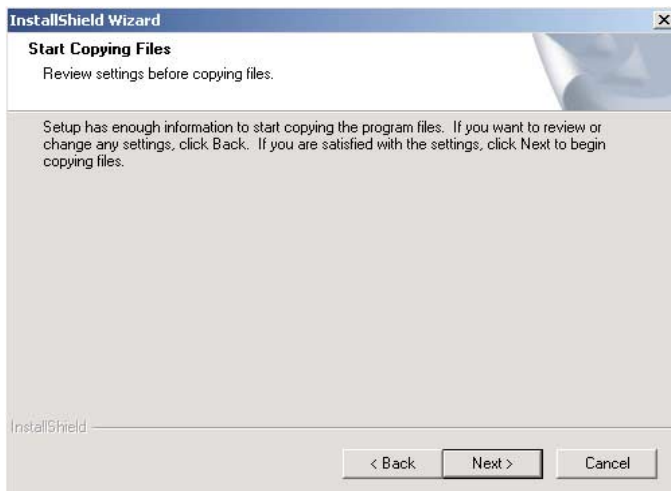 InstallShield Wizard
Start Copying Files
Review settings before copying files.
Setup has enough information to start copying the program files.  If you want to review or
change any settings, click Back.  If you are satisfied with the settings, click Next to begin
copying files.
InstallShield
< Back
Next >
Cancel